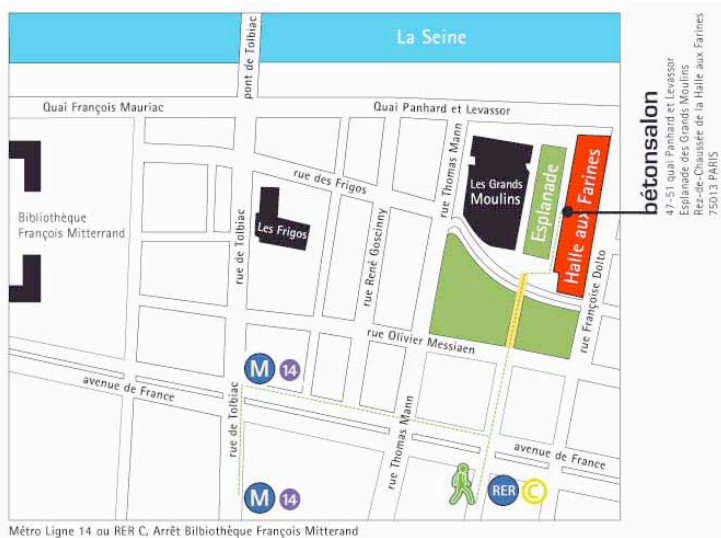 La Seine
pont de Tolbiac
Quai François Mauriac
Quai Panhard et Levassor
bétonsalon
47-51 quai Panhard et Levassor
Esplanade des Grands Moulins
Rez-de-Chaussée de la Halle aux Farines
75013 PARIS
rue des Frigos
rue Thomas Mann
Les Grands
Moulins
Esplanade
Halle aux Farines
Bibliothèque
François Mitterrand
rue de Tolbiac
Les Frigos
rue René Goscinny
rue Françoise Dolto
rue Olivier Messiaen
M 14
avenue de France
rue de Tolbiac
rue Thomas Mann
avenue de France
M 14
RER C
Métro Ligne 14 ou RER C, Arrêt Bilbiothèque François Mitterand